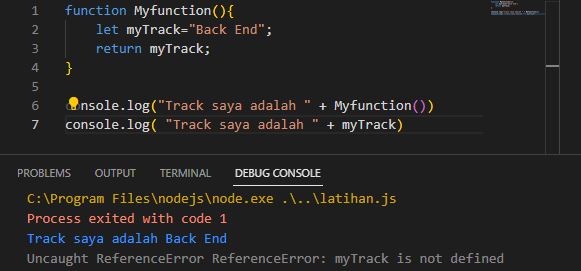 1 function Myfunction(){
2 let myTrack="Back End";
3 return myTrack;
4 }
5
6 console.log("Track saya adalah " + Myfunction())
7 console.log( "Track saya adalah " + myTrack)
PROBLEMS OUTPUT TERMINAL DEBUG CONSOLE
C:\Program Files\nodejs\node.exe .\..\latihan.js
Process exited with code 1
Track saya adalah Back End
Uncaught ReferenceError ReferenceError: myTrack is not defined